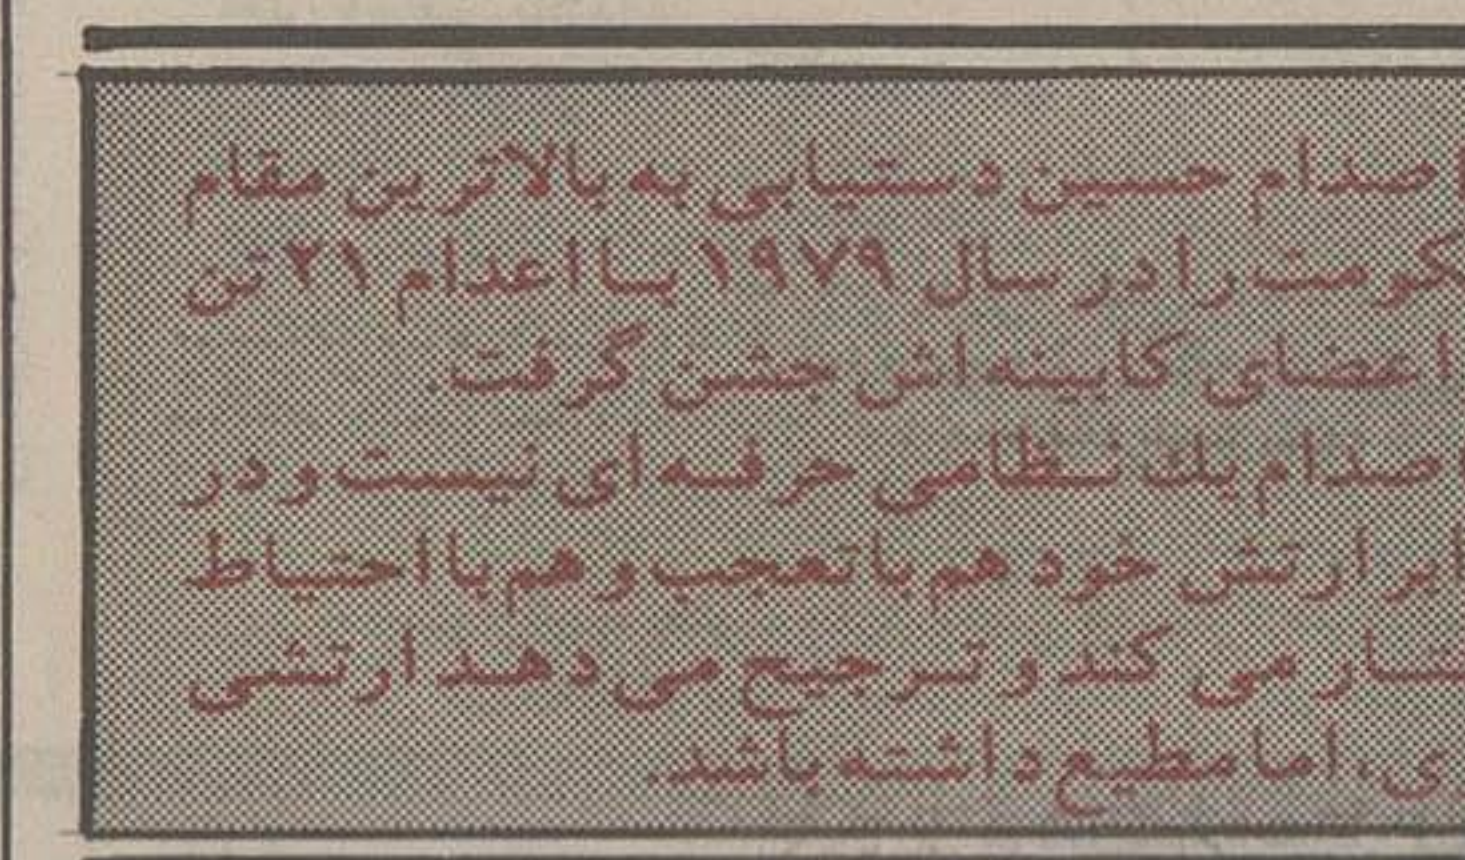 صدام حسین دستیابی به بالاترین مقام
کومت را در سال ۱۹۷۹ با اعدام ۲۱ تن
اعضای کابینه‌اش جشن گرفت.
صدام یك نظامی حرفه‌ای نیست و در
ابر ارتش خود هم با تعجب و هم با احتیاط
تار می‌کند و ترجیح می‌دهد ارتشی
ی، اما مطیع داشته باشد.